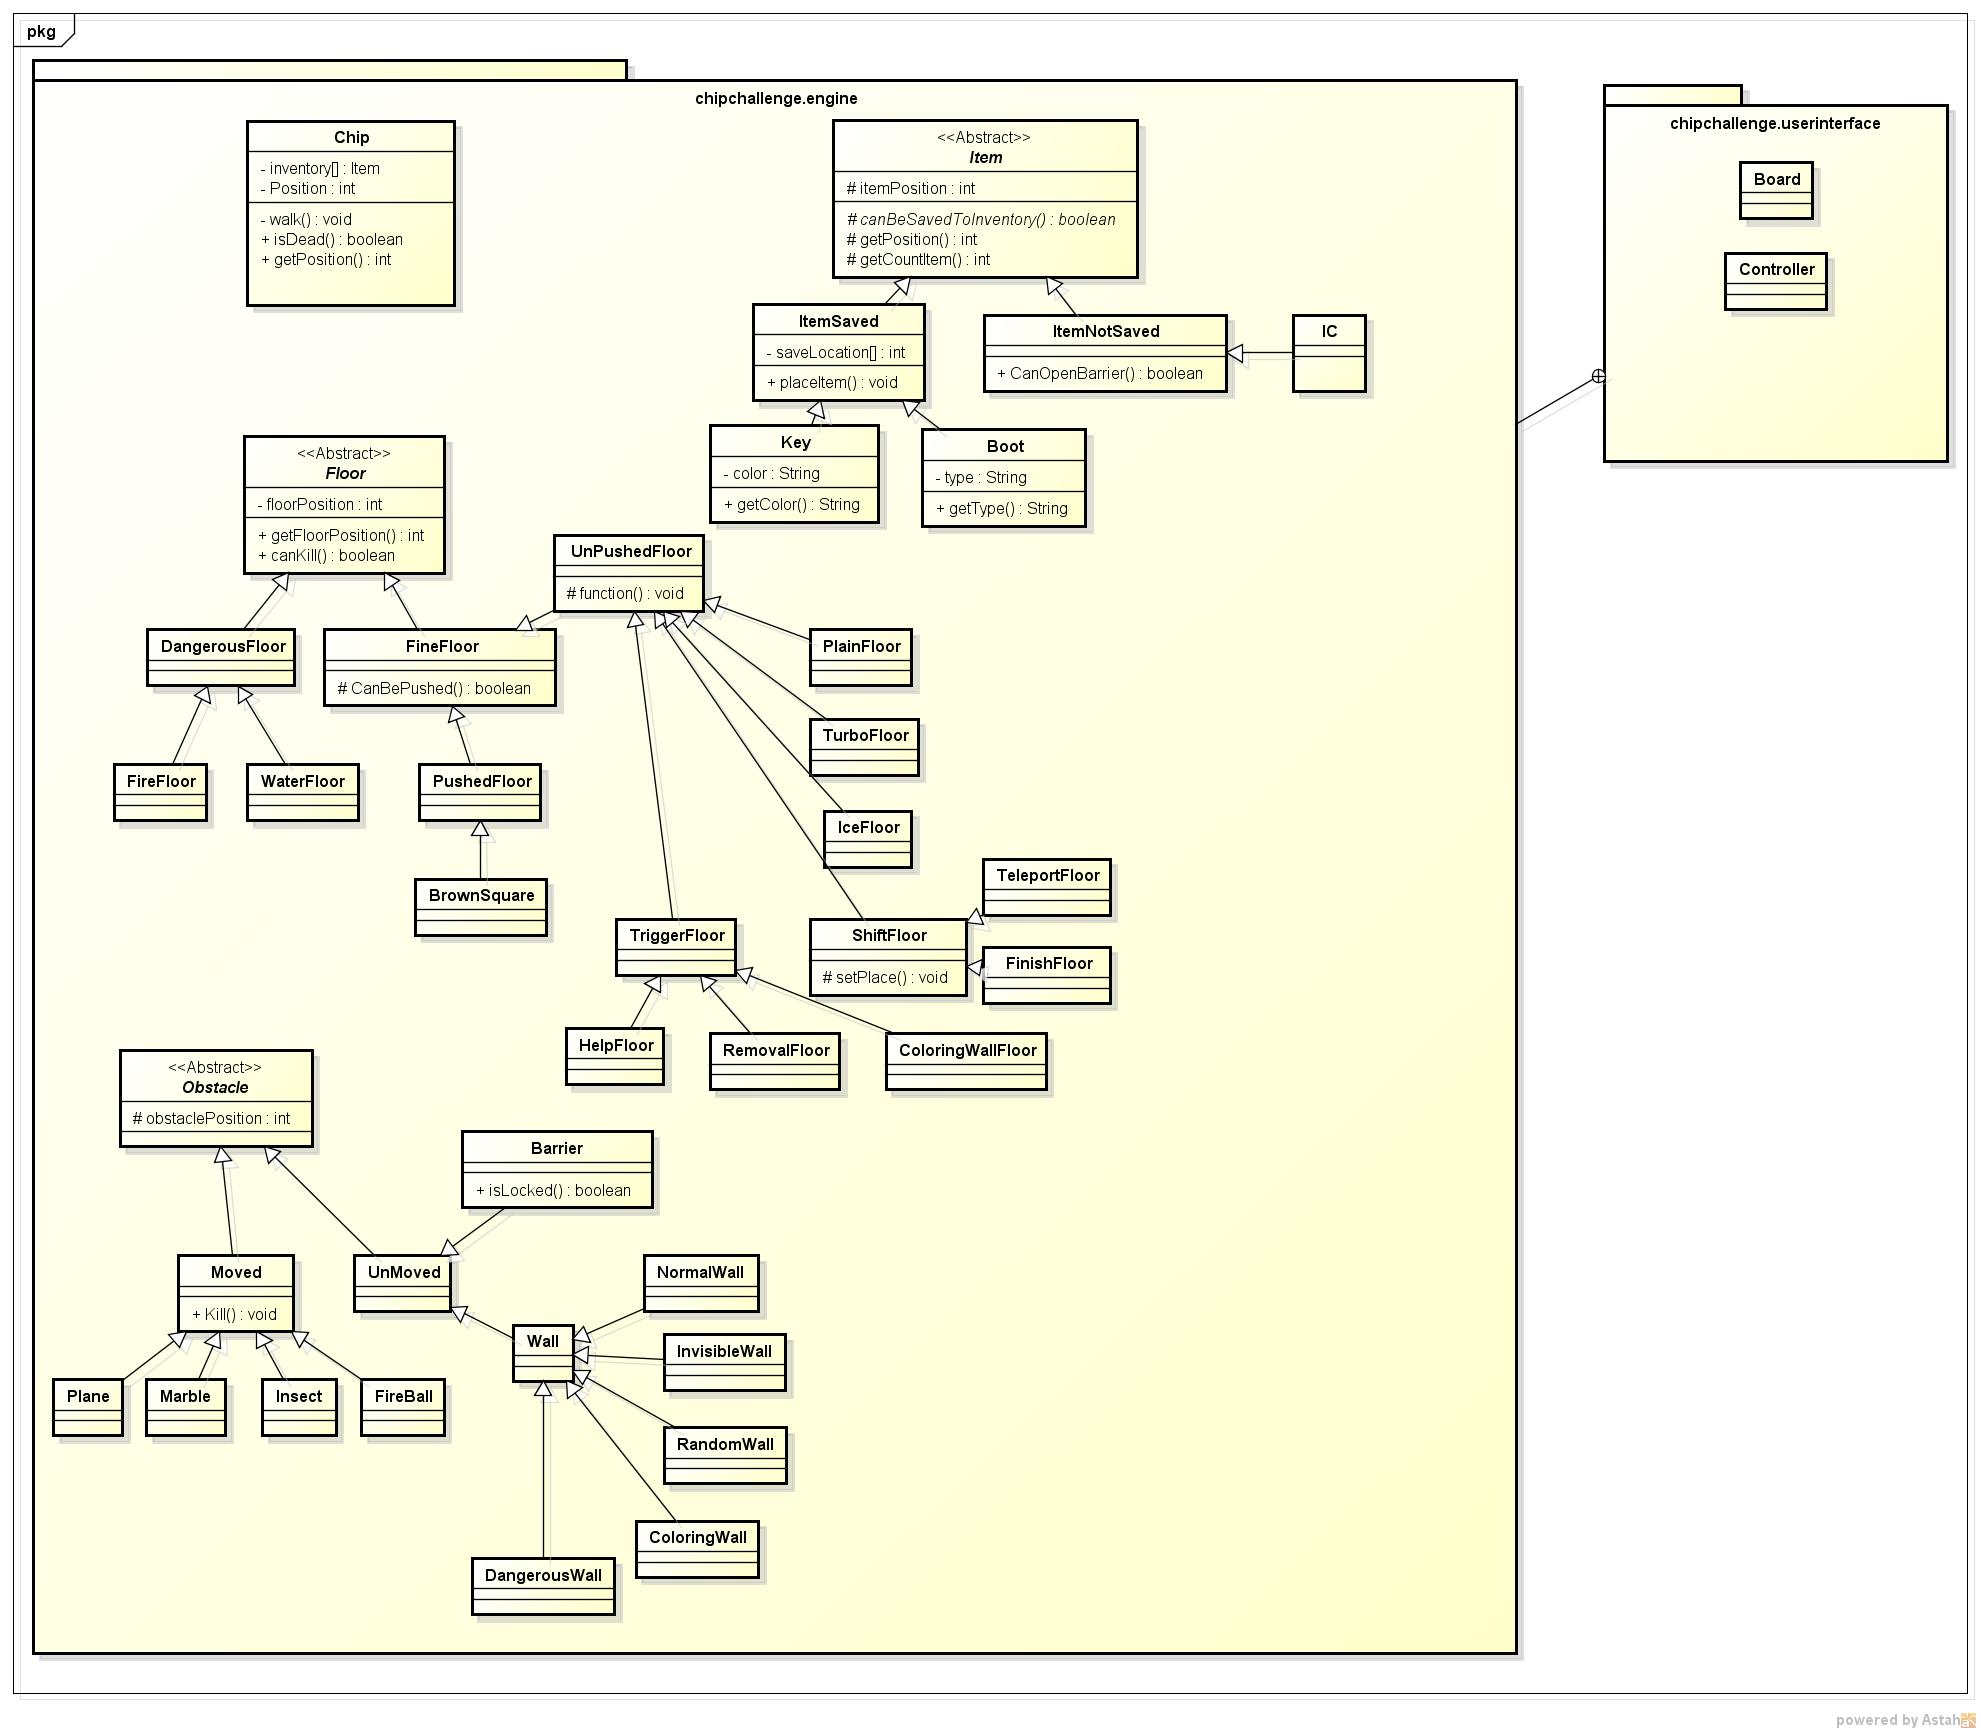 pkg
chipchallenge.engine
chipchallenge.userinterface
Chip
- inventory[] : Item
- Position : int
- walk() : void
+ isDead() : boolean
+ getPosition() : int
<<Abstract>>
Item
# itemPosition : int
# canBeSavedToInventory() : boolean
# getPosition() : int
# getCountItem() : int
Board
Controller
ItemSaved
- saveLocation[] : int
+ placeItem() : void
ItemNotSaved
+ CanOpenBarrier() : boolean
IC
Key
- color : String
+ getColor() : String
Boot
- type : String
+ getType() : String
<<Abstract>>
Floor
- floorPosition : int
+ getFloorPosition() : int
+ canKill() : boolean
UnPushedFloor
# function() : void
DangerousFloor
FineFloor
# CanBePushed() : boolean
PlainFloor
TurboFloor
FireFloor
WaterFloor
PushedFloor
IceFloor
BrownSquare
TeleportFloor
TriggerFloor
ShiftFloor
# setPlace() : void
FinishFloor
HelpFloor
RemovalFloor
ColoringWallFloor
<<Abstract>>
Obstacle
# obstaclePosition : int
Barrier
+ isLocked() : boolean
Moved
+ Kill() : void
UnMoved
NormalWall
Wall
InvisibleWall
Plane
Marble
Insect
FireBall
RandomWall
ColoringWall
DangerousWall
powered by Astah